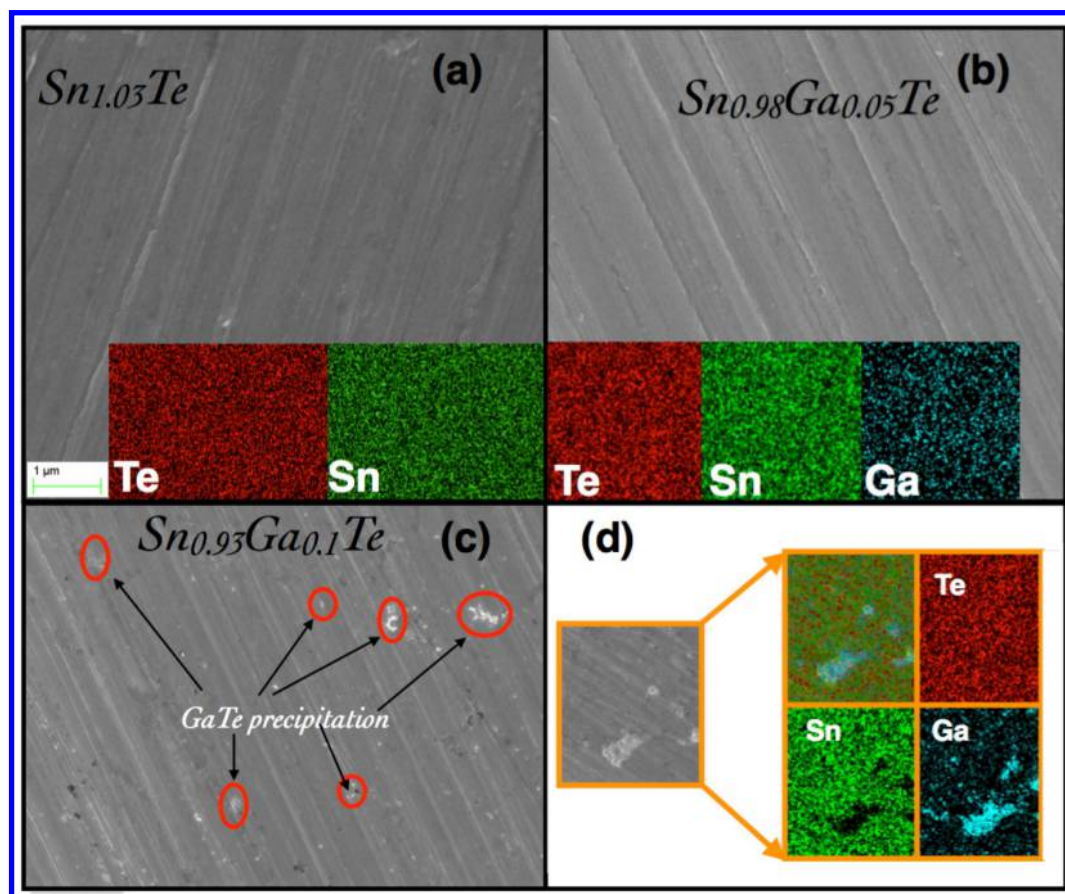 Sn1.03Te
(a)
Sn0.98Ga0.05Te
(b)
1 µm
Te
Sn
Te
Sn
Ga
Sn0.93Ga0.1Te
(c)
GaTe precipitation
(d)
Te
Sn
Ga